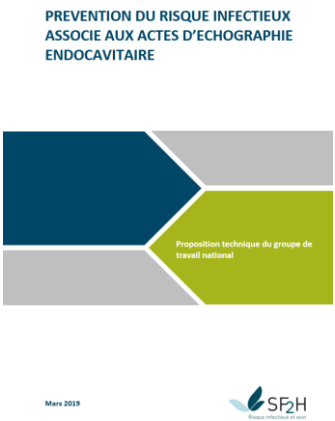 PREVENTION DU RISQUE INFECTIEUX
ASSOCIE AUX ACTES D'ECHOGRAPHIE
ENDOCAVITAIRE
Proposition technique du groupe de
travail national
Mars 2019
SF2H
Risque infectieux et soin